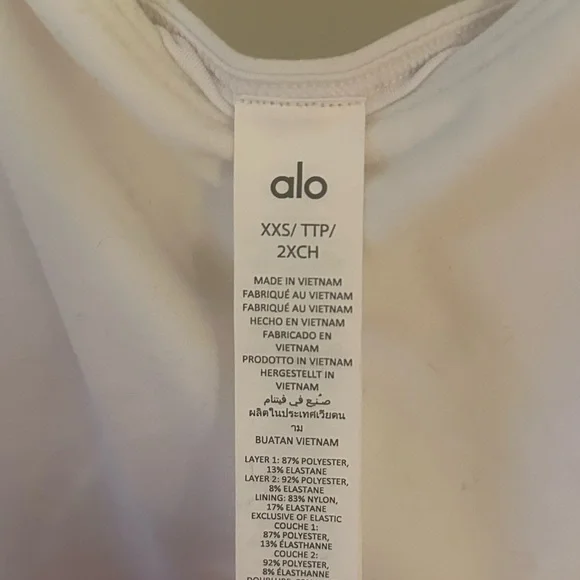 alo
XXS/ TTP/
2XCH
MADE IN VIETNAM
FABRIQUÉ AU VIETNAM
FABRIQUÉ AU VIETNAM
HECHO EN VIETNAM
FABRICADO EN
VIETNAM
PRODOTTO IN VIETNAM
HERGESTELLT IN
VIETNAM
صُنِع في فيتنام
ผลิตในประเทศเวียดน
าม
BUATAN VIETNAM
LAYER 1: 87% POLYESTER,
13% ELASTANE
LAYER 2: 92% POLYESTER,
8% ELASTANE
LINING: 83% NYLON,
17% ELASTANE
EXCLUSIVE OF ELASTIC
COUCHE 1:
87% POLYESTER,
13% ÉLASTHANNE
COUCHE 2:
92% POLYESTER,
8% ÉLASTHANNE